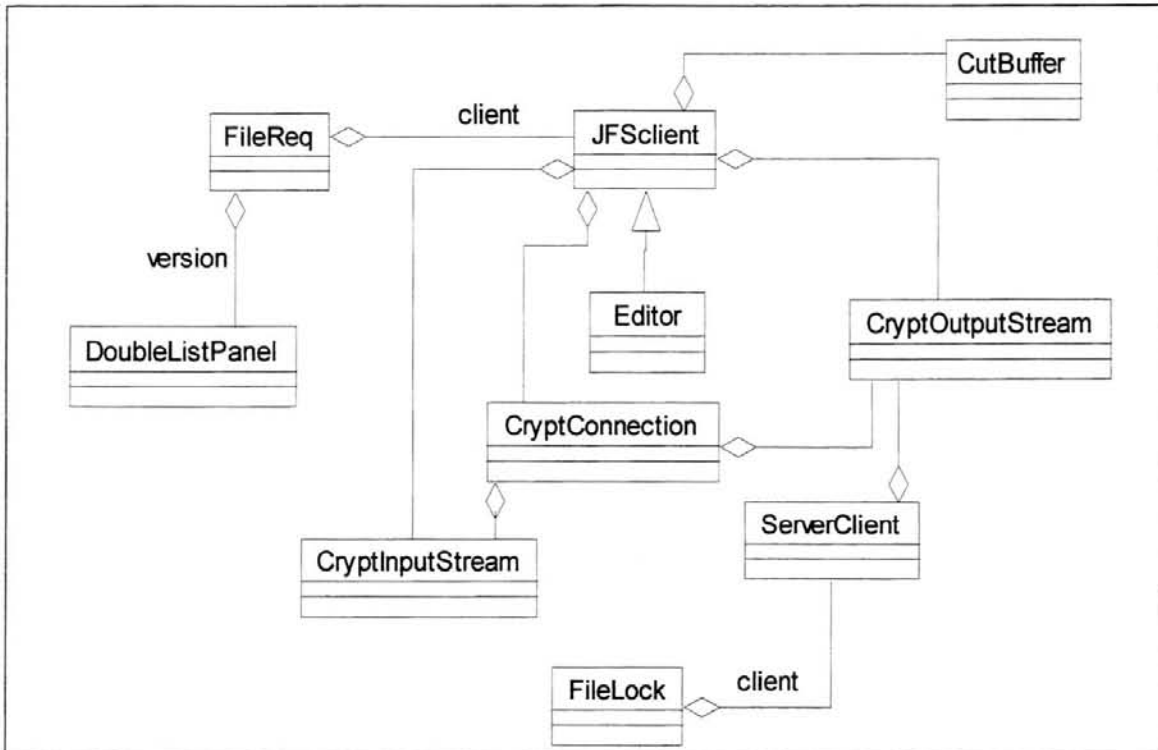 CutBuffer
client
FileReq
JFSclient
version
Editor
CryptOutputStream
DoubleListPanel
CryptConnection
ServerClient
CryptInputStream
FileLock
client